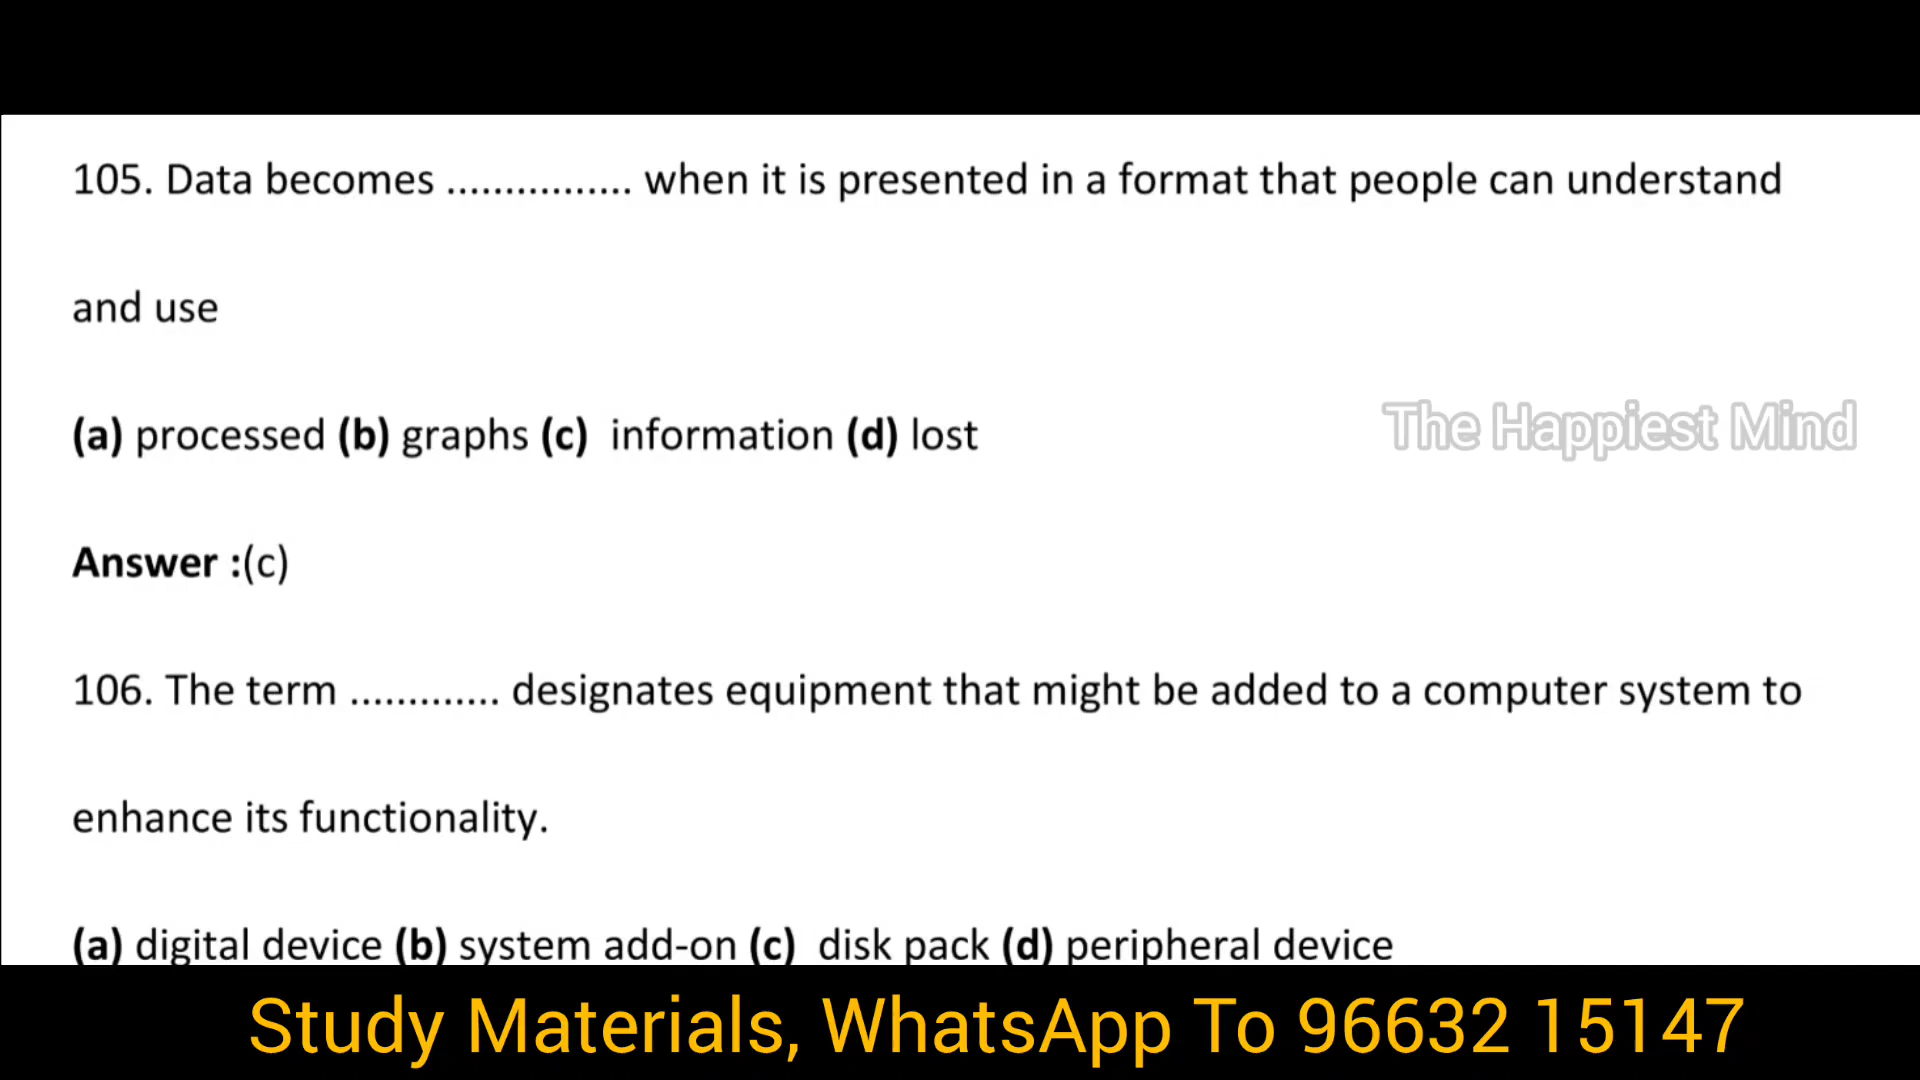 105. Data becomes ................ when it is presented in a format that people can understand
and use
(a) processed (b) graphs (c) information (d) lost
The Happiest Mind
Answer :(c)
106. The term ............. designates equipment that might be added to a computer system to
enhance its functionality.
(a) digital device (b) system add-on (c) disk pack (d) peripheral device
Study Materials, WhatsApp To 96632 15147